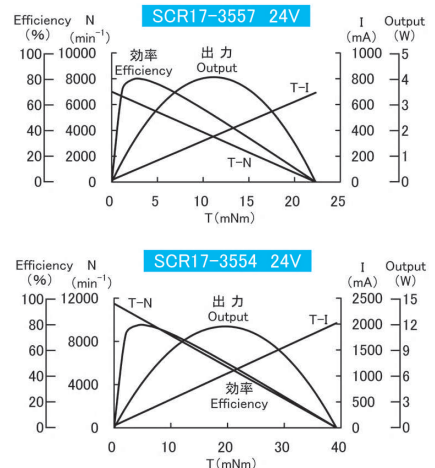 SCR17-3557 24V
Efficiency N I Output
(%) (min⁻¹) (mA) (W)
効率 出力
Efficiency Output
100 10000 1000 5
80 8000 800 4
T-I
60 6000 600 3
40 4000 400 2
T-N
20 2000 200 1
0 0 0 0
0 5 10 15 20 25
T(mNm)
SCR17-3554 24V
Efficiency N I Output
(%) (min⁻¹) (mA) (W)
100 12000 2500 15
T-N 出力
Output T-I
80 2000 12
60 8000 1500 9
40 4000 1000 6
効率
Efficiency
20 500 3
0 0 0 0
0 10 20 30 40
T(mNm)